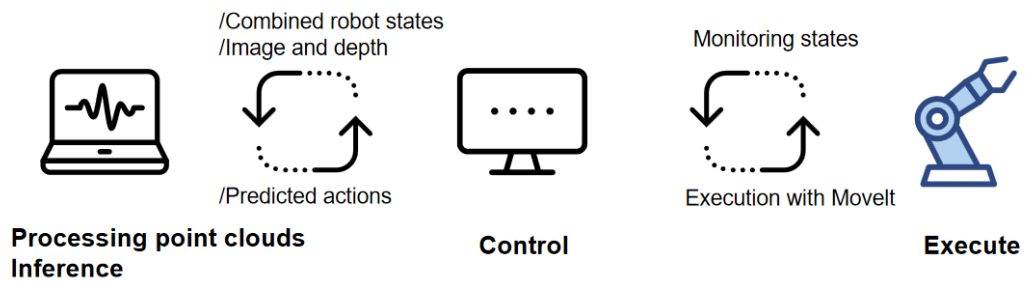 /Combined robot states
/Image and depth
Monitoring states
/Predicted actions
Execution with MoveIt
Processing point clouds
Inference
Control
Execute